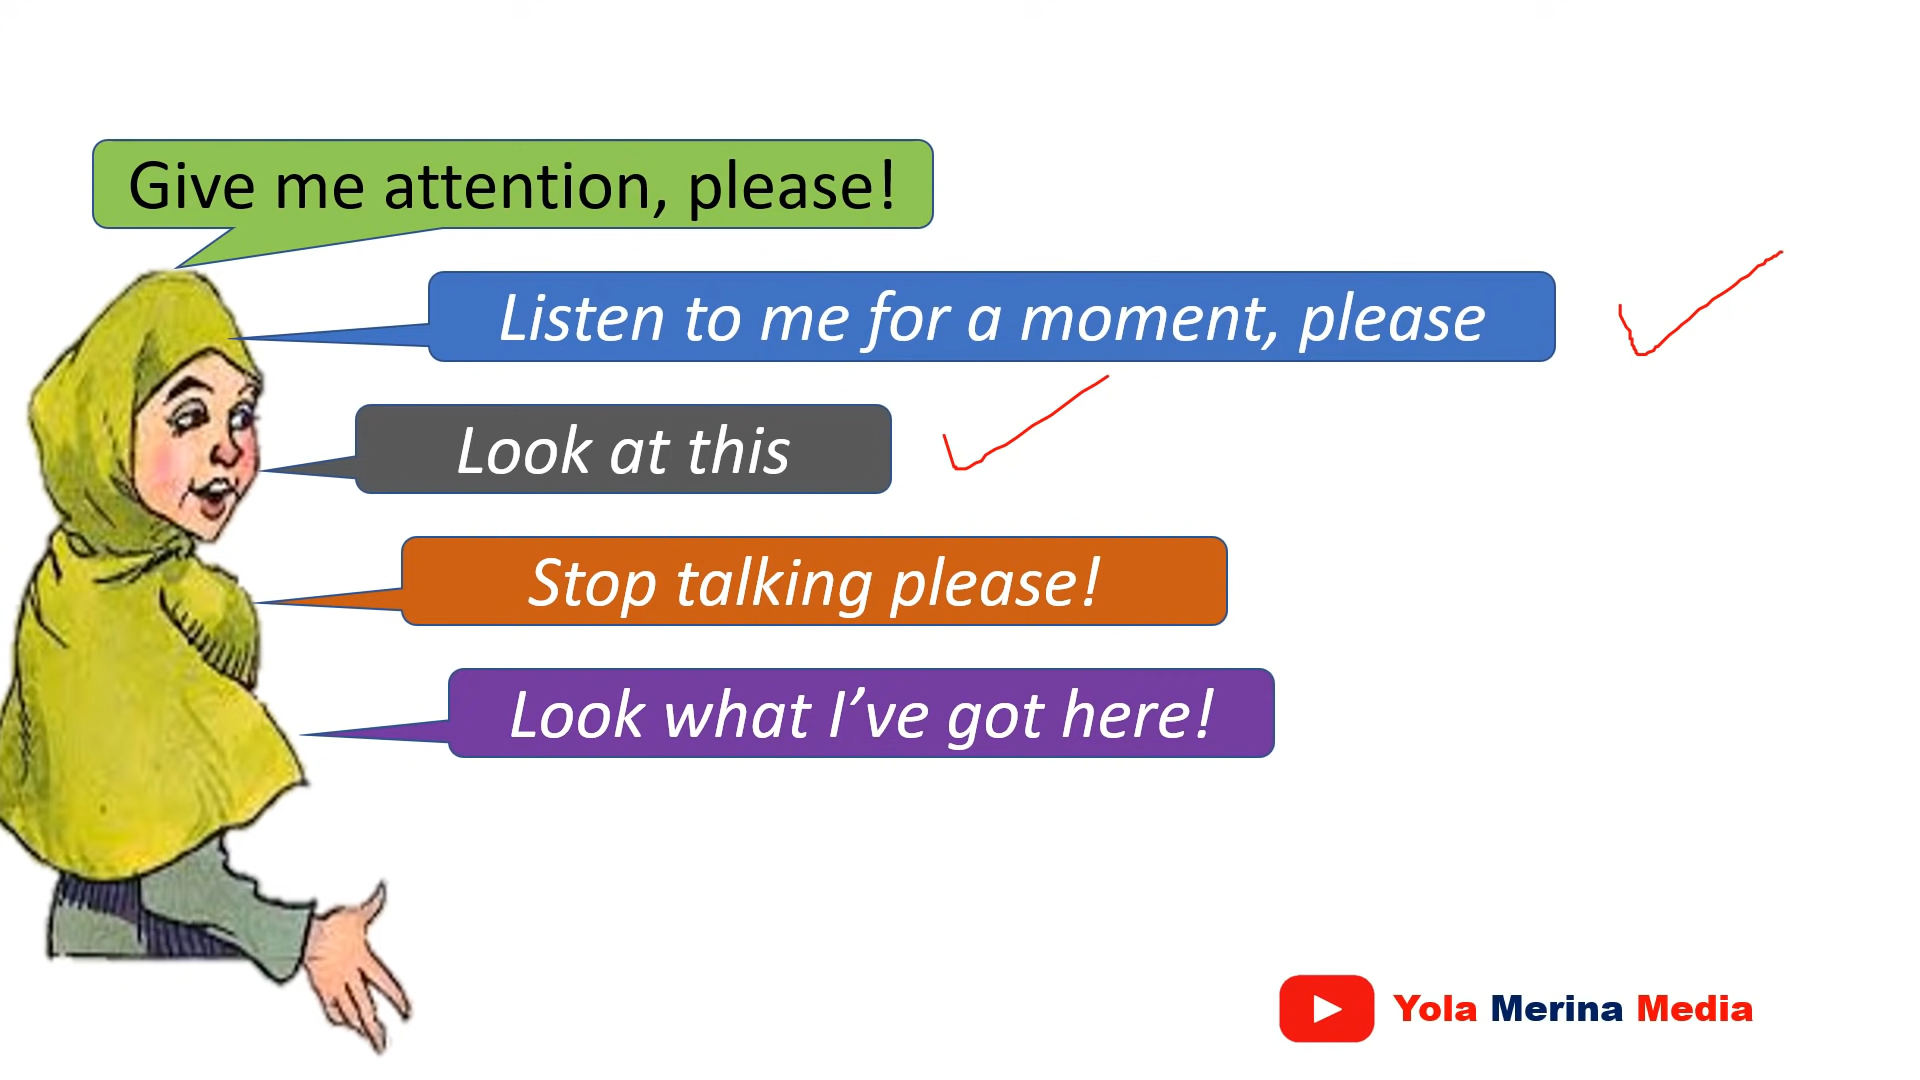 Give me attention, please!
Listen to me for a moment, please
Look at this
Stop talking please!
Look what I’ve got here!
Yola Merina Media